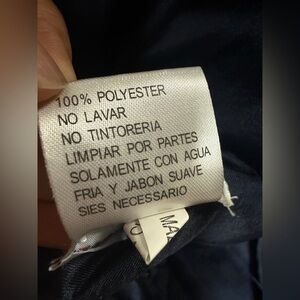 100% POLYESTER
NO LAVAR
NO TINTORERIA
LIMPIAR POR PARTES
SOLAMENTE CON AGUA
FRIA Y JABON SUAVE
SIES NECESSARIO